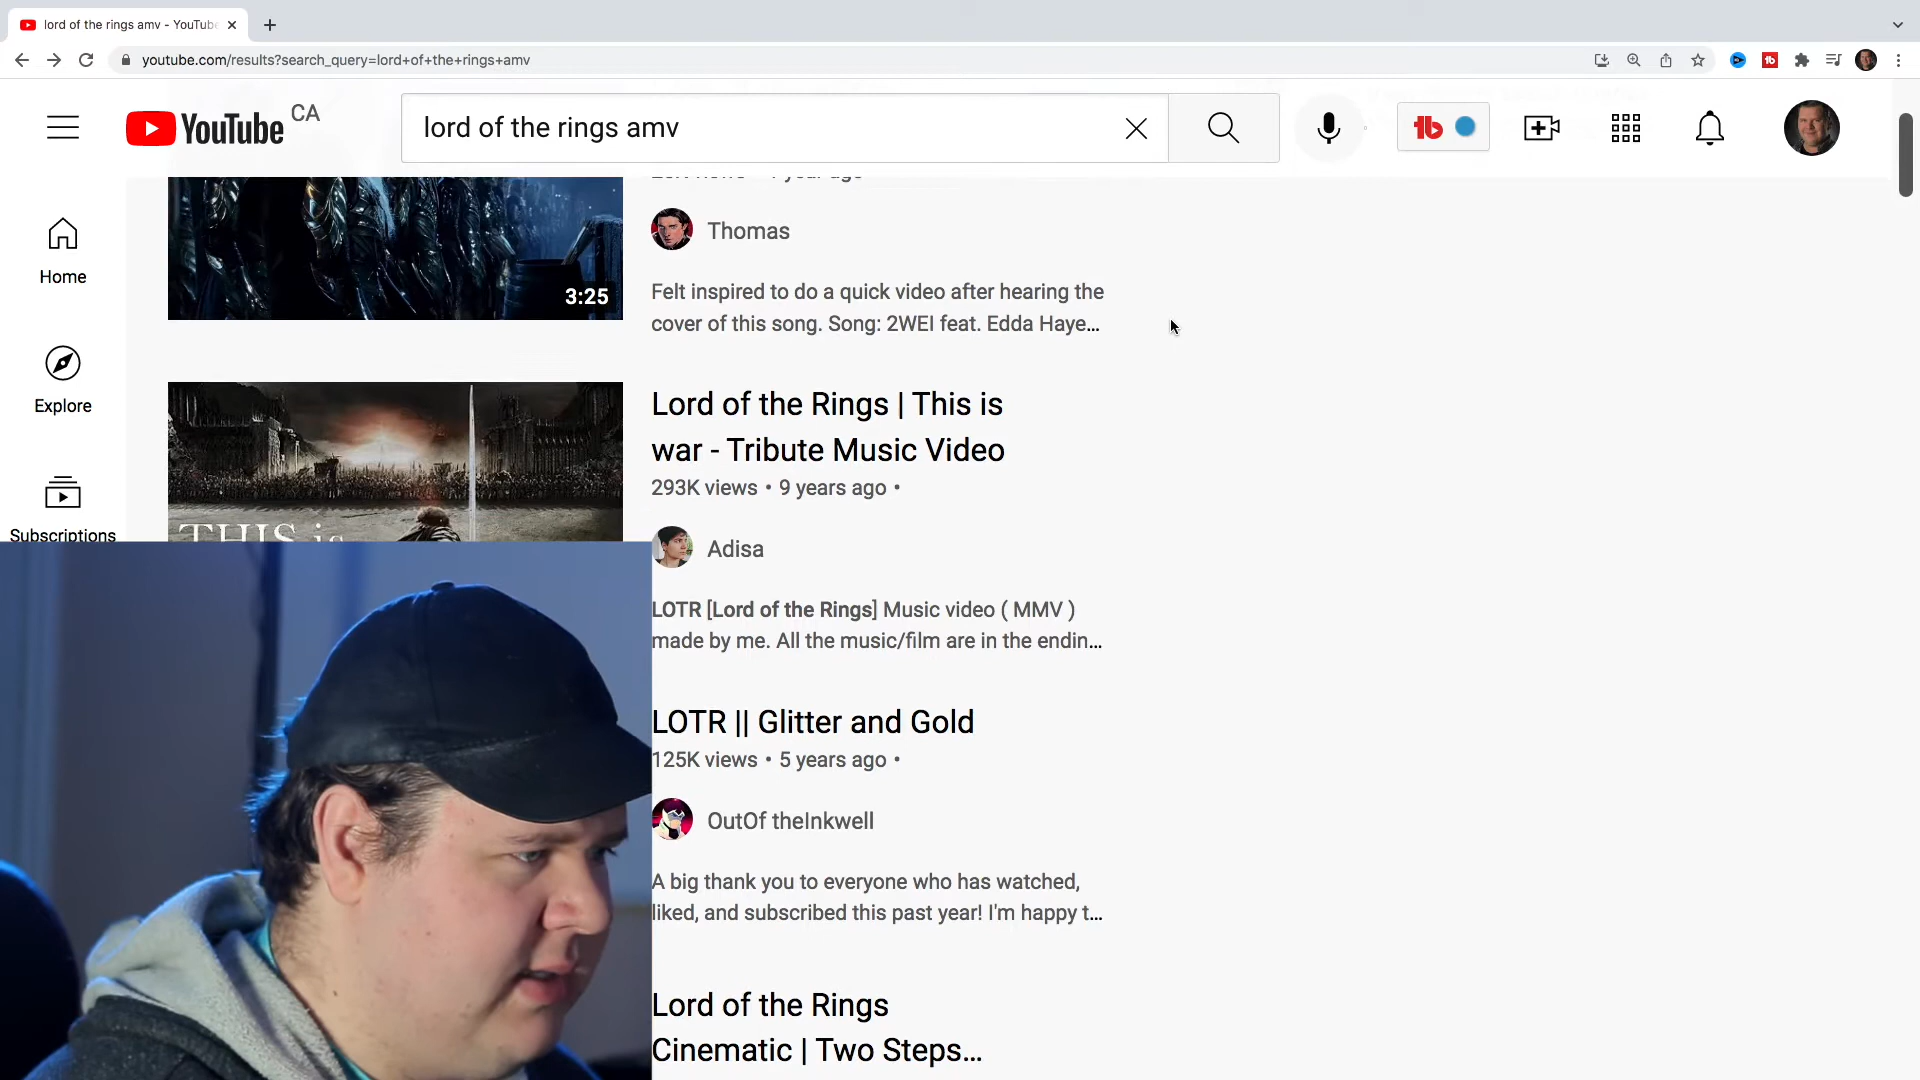 lord of the rings amv - YouTube
youtube.com/results?search_query=lord+of+the+rings+amv
YouTube CA
lord of the rings amv
tb
Home
Explore
Subscriptions
3:25
year ago
Thomas
Felt inspired to do a quick video after hearing the
cover of this song. Song: 2WEI feat. Edda Haye...
THIS is
Lord of the Rings | This is
war - Tribute Music Video
293K views • 9 years ago •
Adisa
LOTR [Lord of the Rings] Music video ( MMV )
made by me. All the music/film are in the endin...
LOTR || Glitter and Gold
125K views • 5 years ago •
OutOf theInkwell
A big thank you to everyone who has watched,
liked, and subscribed this past year! I'm happy t...
Lord of the Rings
Cinematic | Two Steps...